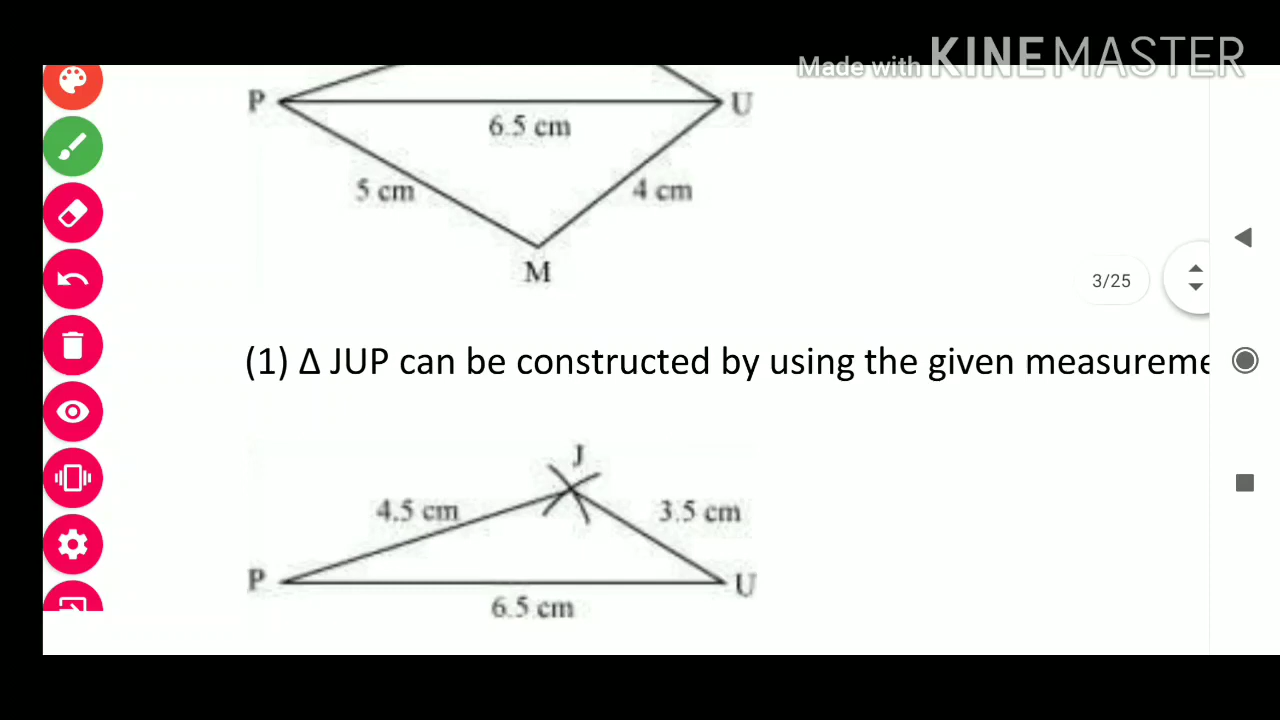 Made with KINEMASTER
P
U
6.5 cm
5 cm
4 cm
M
3/25
(1) Δ JUP can be constructed by using the given measureme
J
4.5 cm
3.5 cm
P
U
6.5 cm